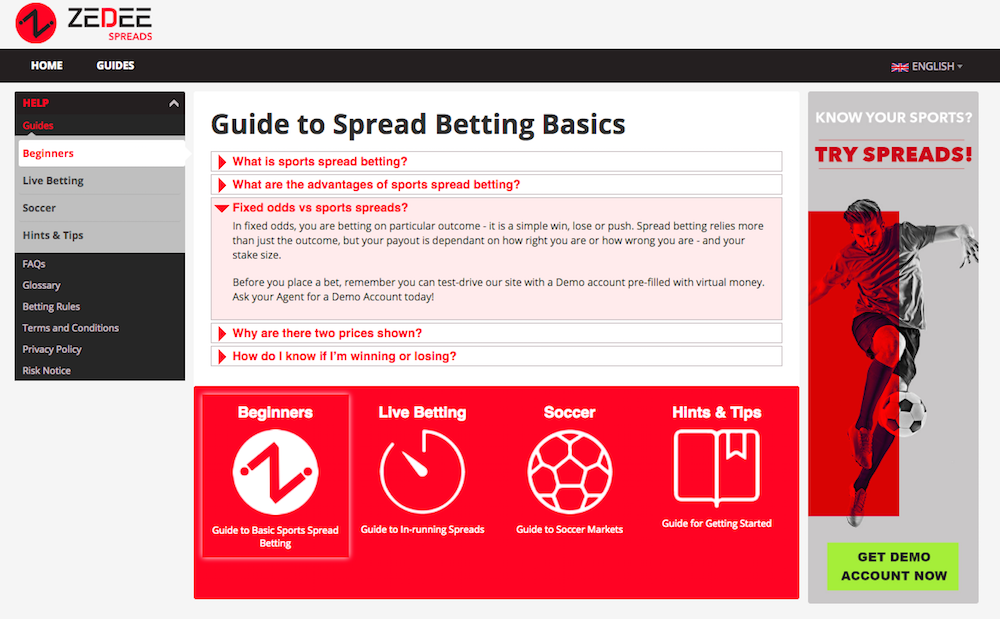 ZEDEE
SPREADS
HOME GUIDES
ENGLISH
HELP
Guides
Beginners
Live Betting
Soccer
Hints & Tips
FAQs
Glossary
Betting Rules
Terms and Conditions
Privacy Policy
Risk Notice
Guide to Spread Betting Basics
What is sports spread betting?
What are the advantages of sports spread betting?
Fixed odds vs sports spreads?
In fixed odds, you are betting on particular outcome - it is a simple win, lose or push. Spread betting relies more
than just the outcome, but your payout is dependant on how right you are or how wrong you are - and your
stake size.
Before you place a bet, remember you can test-drive our site with a Demo account pre-filled with virtual money.
Ask your Agent for a Demo Account today!
Why are there two prices shown?
How do I know if I'm winning or losing?
Beginners
Guide to Basic Sports Spread
Betting
Live Betting
Guide to In-running Spreads
Soccer
Guide to Soccer Markets
Hints & Tips
Guide for Getting Started
KNOW YOUR SPORTS?
TRY SPREADS!
GET DEMO
ACCOUNT NOW